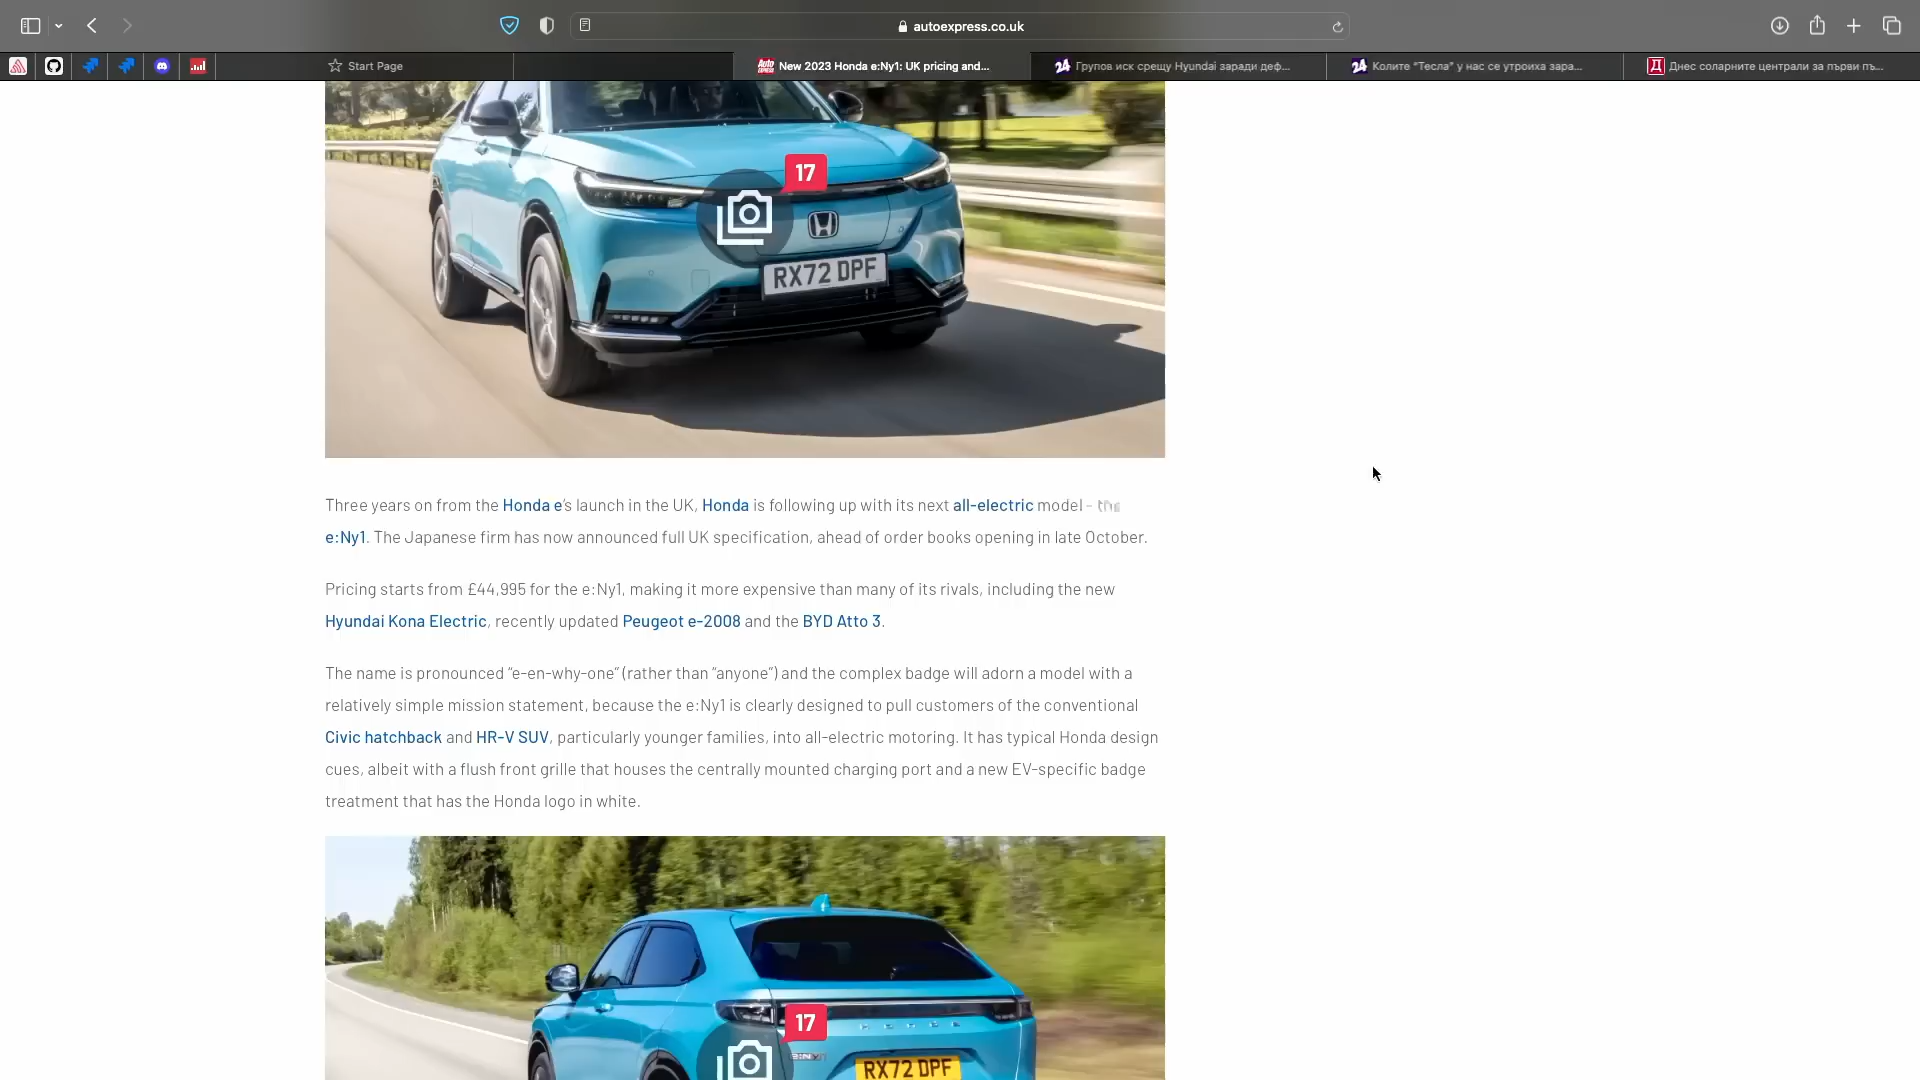 autoexpress.co.uk
Start Page
Auto Express
New 2023 Honda e:Ny1: UK pricing and...
24
Групов иск срещу Hyundai заради деф...
24
Колите "Тесла" у нас се утроиха зара...
Д
Днес соларните централи за първи пъ...
17
RX72 DPF
Three years on from the Honda e's launch in the UK, Honda is following up with its next all-electric model - the
e:Ny1. The Japanese firm has now announced full UK specification, ahead of order books opening in late October.
Pricing starts from £44,995 for the e:Ny1, making it more expensive than many of its rivals, including the new
Hyundai Kona Electric, recently updated Peugeot e-2008 and the BYD Atto 3.
The name is pronounced “e-en-why-one” (rather than “anyone”) and the complex badge will adorn a model with a
relatively simple mission statement, because the e:Ny1 is clearly designed to pull customers of the conventional
Civic hatchback and HR-V SUV, particularly younger families, into all-electric motoring. It has typical Honda design
cues, albeit with a flush front grille that houses the centrally mounted charging port and a new EV-specific badge
treatment that has the Honda logo in white.
17
HONDA
e:Ny1
RX72 DPF